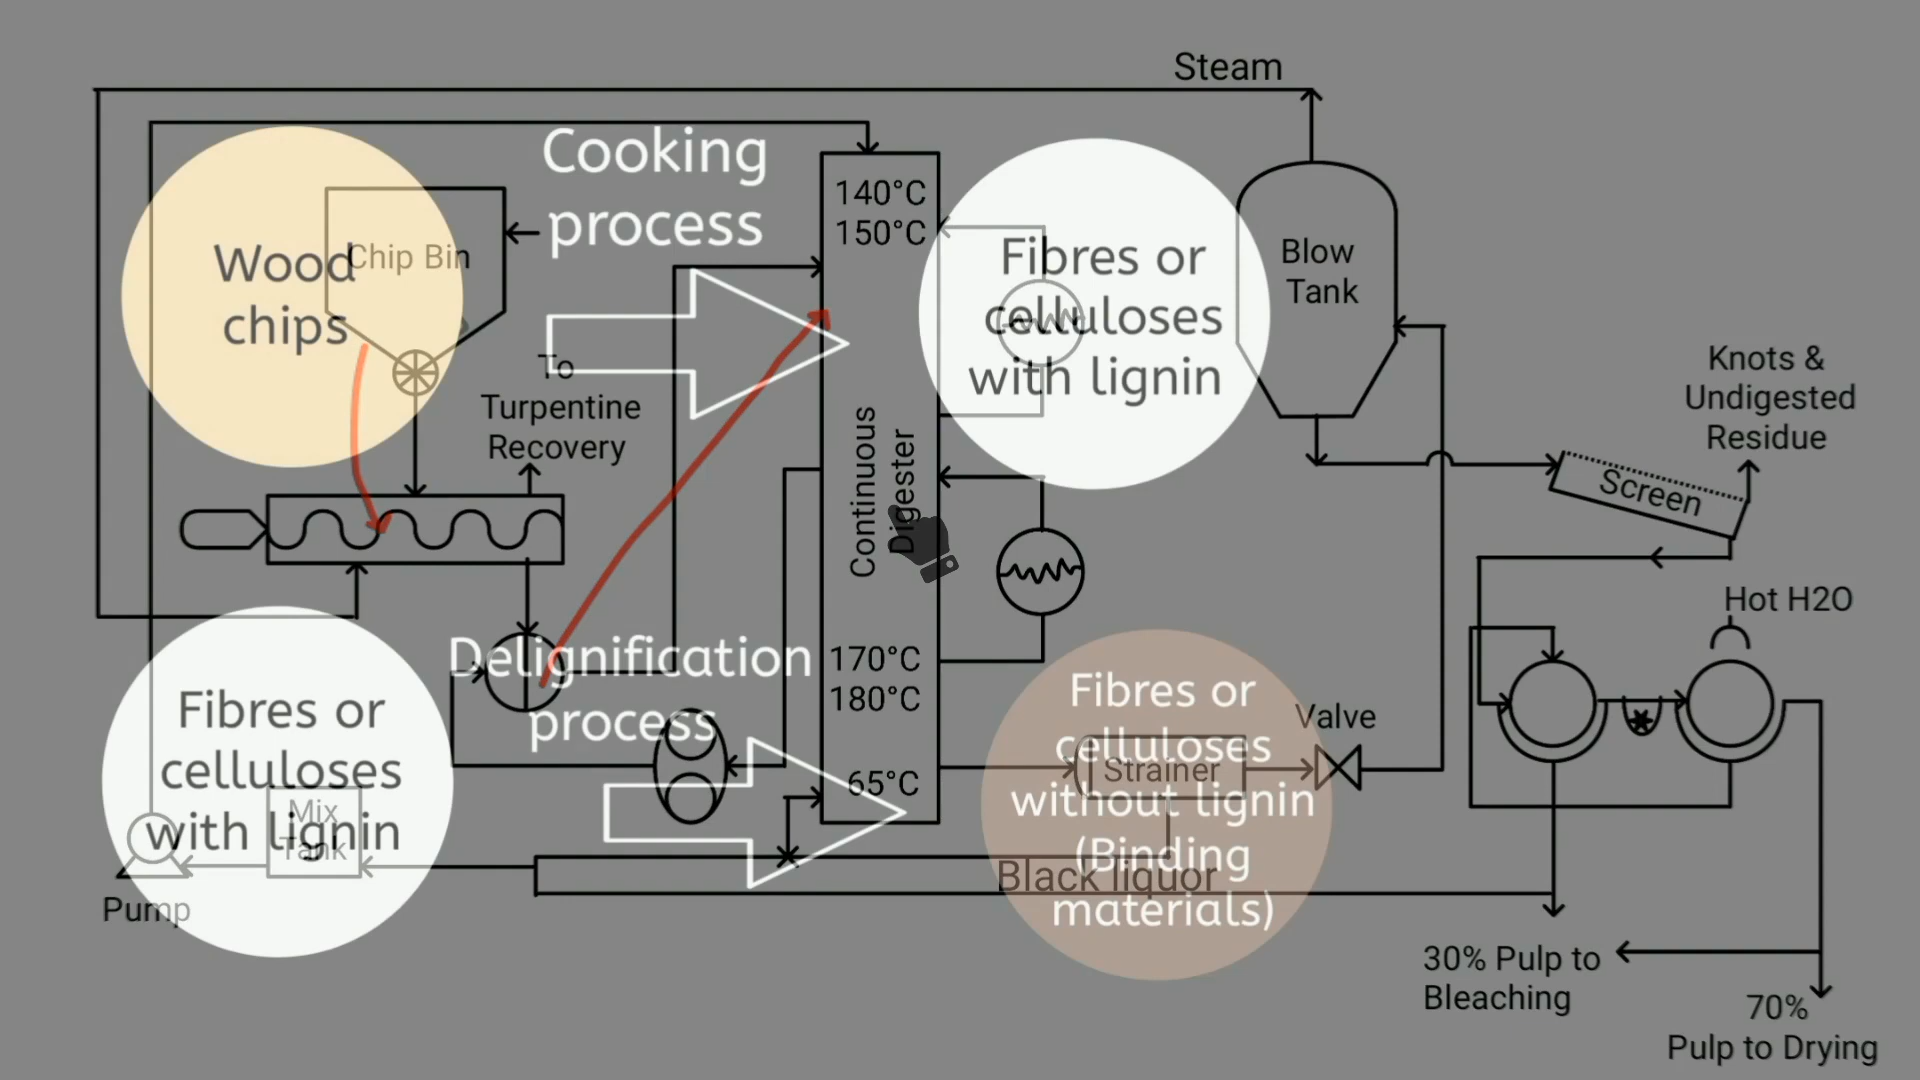 Steam
Cooking
process
140°C
150°C
Wood
chips
Chip Bin
Fibres or
celluloses
with lignin
Blow
Tank
To
Turpentine
Recovery
Knots &
Undigested
Residue
Continuous
Digester
Screen
Hot H2O
Delignification
process
170°C
180°C
65°C
Fibres or
celluloses
with lignin
Mix
Tank
Pump
Fibres or
celluloses
without lignin
(Binding
materials)
Strainer
Valve
Black liquor
30% Pulp to
Bleaching
70%
Pulp to Drying